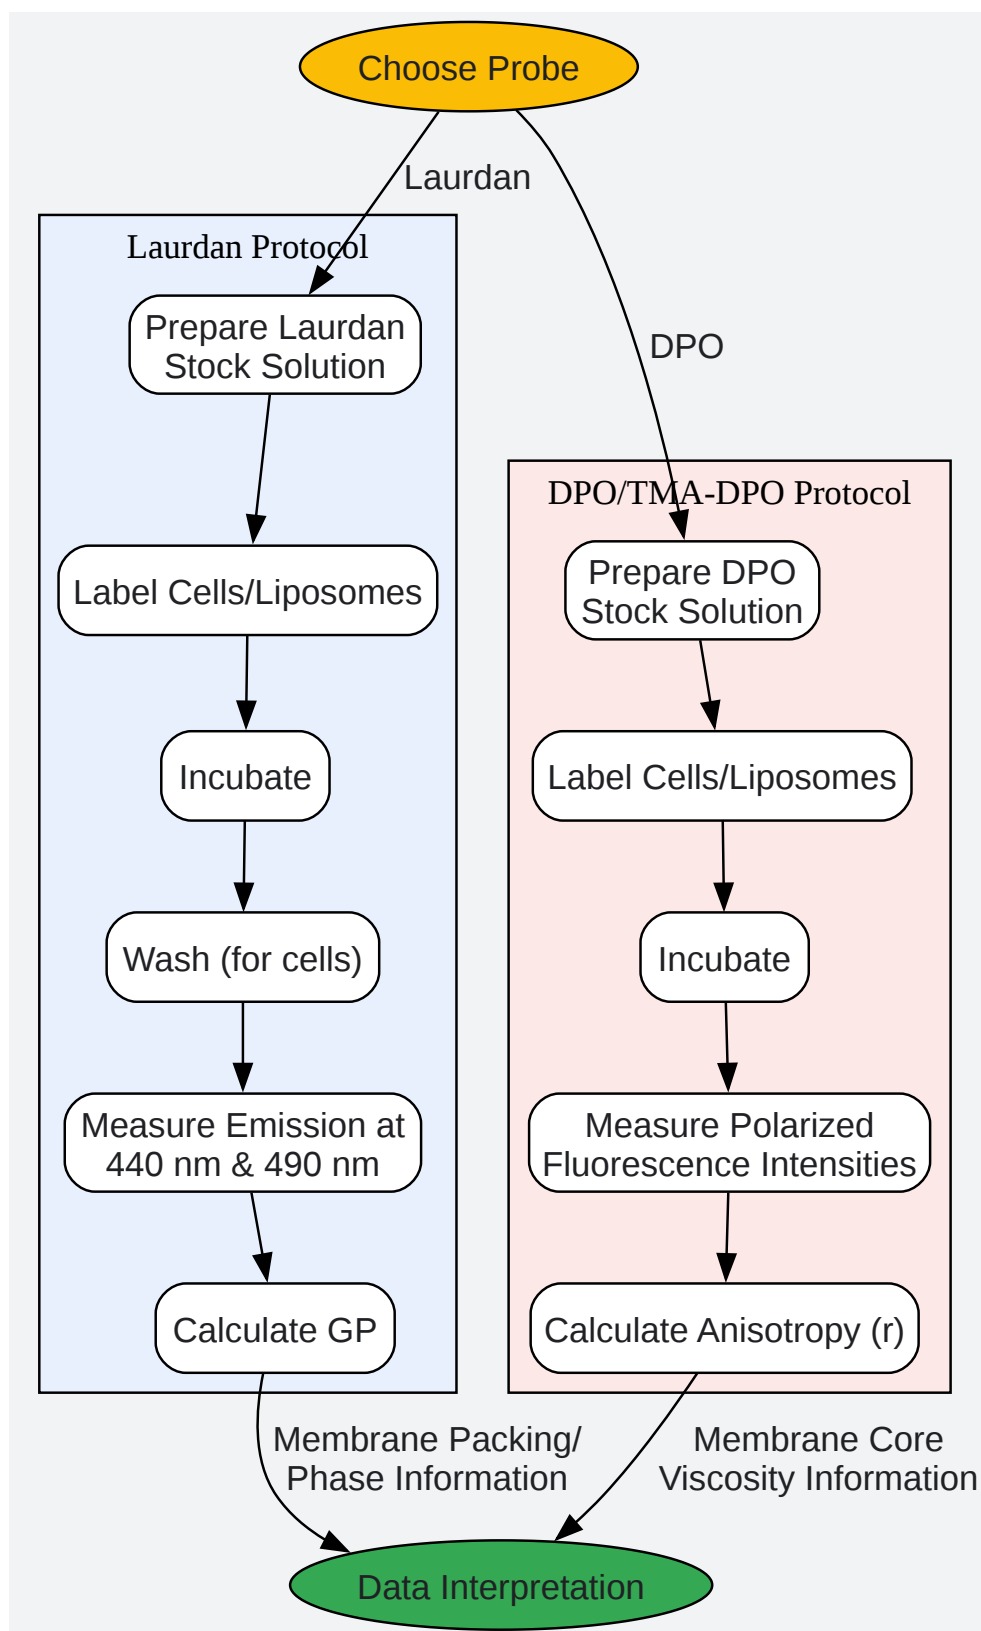 Choose Probe
Laurdan
DPO
Laurdan Protocol
Prepare Laurdan
Stock Solution
Label Cells/Liposomes
Incubate
Wash (for cells)
Measure Emission at
440 nm & 490 nm
Calculate GP
DPO/TMA-DPO Protocol
Prepare DPO
Stock Solution
Label Cells/Liposomes
Incubate
Measure Polarized
Fluorescence Intensities
Calculate Anisotropy (r)
Membrane Packing/
Phase Information
Membrane Core
Viscosity Information
Data Interpretation